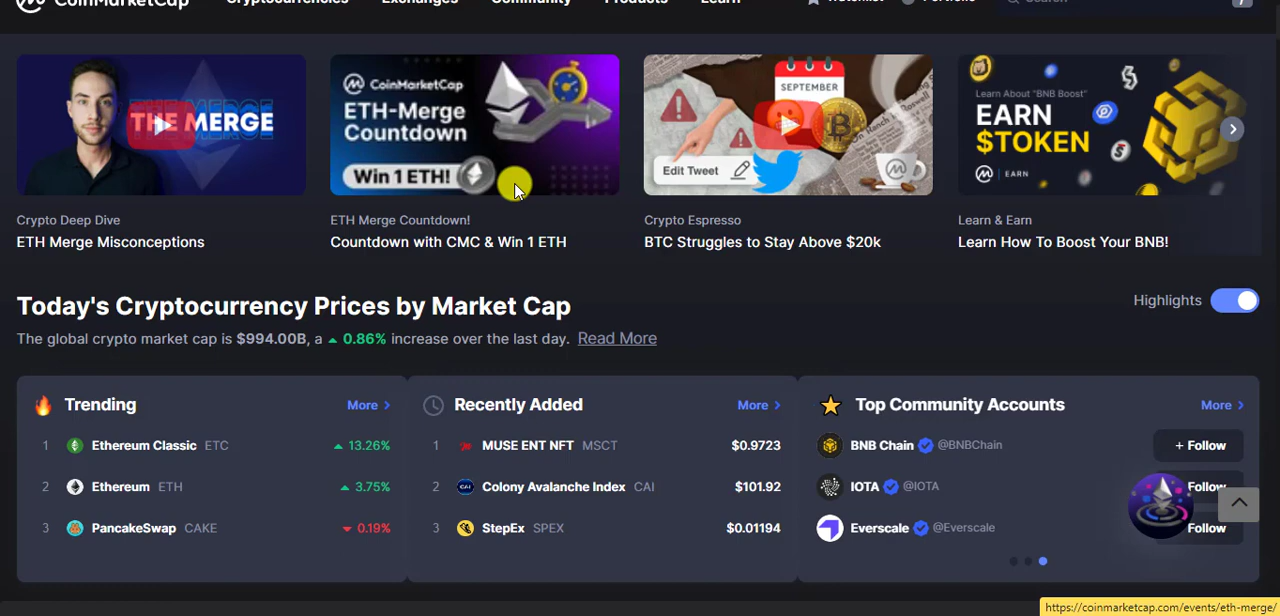 CoinMarketCap Cryptocurrencies Exchanges Community Products Learn Watchlist Portfolio Search /
THE MERGE
CoinMarketCap
ETH-Merge
Countdown
Win 1 ETH!
SEPTEMBER
Edit Tweet
Learn About "BNB Boost"
EARN
$TOKEN
EARN
Crypto Deep Dive
ETH Merge Misconceptions
ETH Merge Countdown!
Countdown with CMC & Win 1 ETH
Crypto Espresso
BTC Struggles to Stay Above $20k
Learn & Earn
Learn How To Boost Your BNB!
Today's Cryptocurrency Prices by Market Cap
Highlights
The global crypto market cap is $994.00B, a 0.86% increase over the last day. Read More
Trending More >
1 Ethereum Classic ETC 13.26%
2 Ethereum ETH 3.75%
3 PancakeSwap CAKE 0.19%
Recently Added More >
1 MUSE ENT NFT MSCT $0.9723
2 CAI Colony Avalanche Index CAI $101.92
3 StepEx SPEX $0.01194
Top Community Accounts More >
BNB Chain @BNBChain + Follow
IOTA @IOTA Follow
Everscale @Everscale Follow
https://coinmarketcap.com/events/eth-merge/